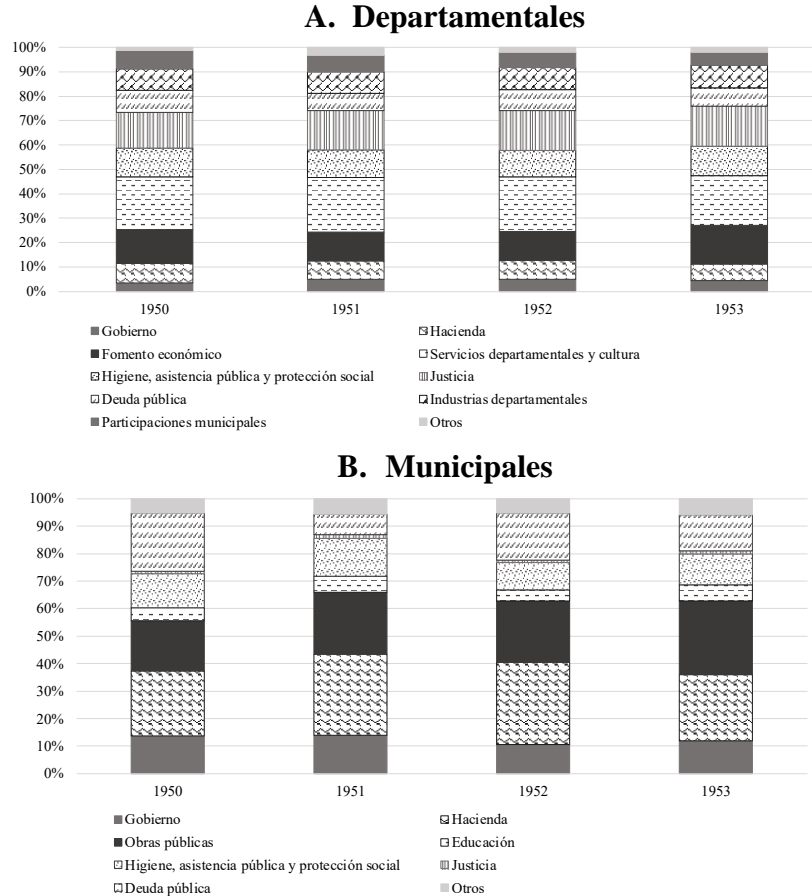 A. Departamentales
100%
90%
80%
70%
60%
50%
40%
30%
20%
10%
0%
1950 1951 1952 1953
Gobierno Hacienda
Fomento económico Servicios departamentales y cultura
Higiene, asistencia pública y protección social Justicia
Deuda pública Industrias departamentales
Participaciones municipales Otros
B. Municipales
100%
90%
80%
70%
60%
50%
40%
30%
20%
10%
0%
1950 1951 1952 1953
Gobierno Hacienda
Obras públicas Educación
Higiene, asistencia pública y protección social Justicia
Deuda pública Otros